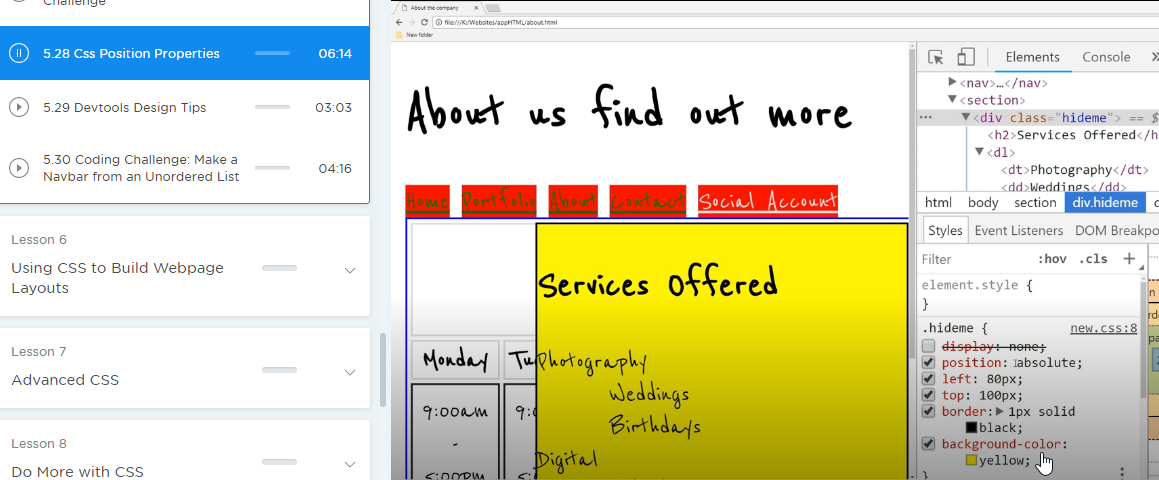 Challenge
5.28 Css Position Properties
06:14
5.29 Devtools Design Tips
03:03
5.30 Coding Challenge: Make a
Navbar from an Unordered List
04:16
Lesson 6
Using CSS to Build Webpage
Layouts
Lesson 7
Advanced CSS
Lesson 8
Do More with CSS
About the company
file:///K:/Websites/appHTML/about.html
New folder
About us find out more
Home Portfolio About Contact Social Account
Services Offered
Monday Tu
Photography
Weddings
9:00am 9:
Birthdays
-
Digital
5:00pm
Elements Console »
<nav>…</nav>
<section>
<div class="hideme"> == $
<h2>Services Offered</h
<dl>
<dt>Photography</dt>
<dd>Weddings</dd>
html body section div.hideme
Styles Event Listeners DOM Breakpo
Filter :hov .cls +
element.style {
}
.hideme { new.css:8
display: none;
position: absolute;
left: 80px;
top: 100px;
border: 1px solid
black;
background-color:
yellow;
}